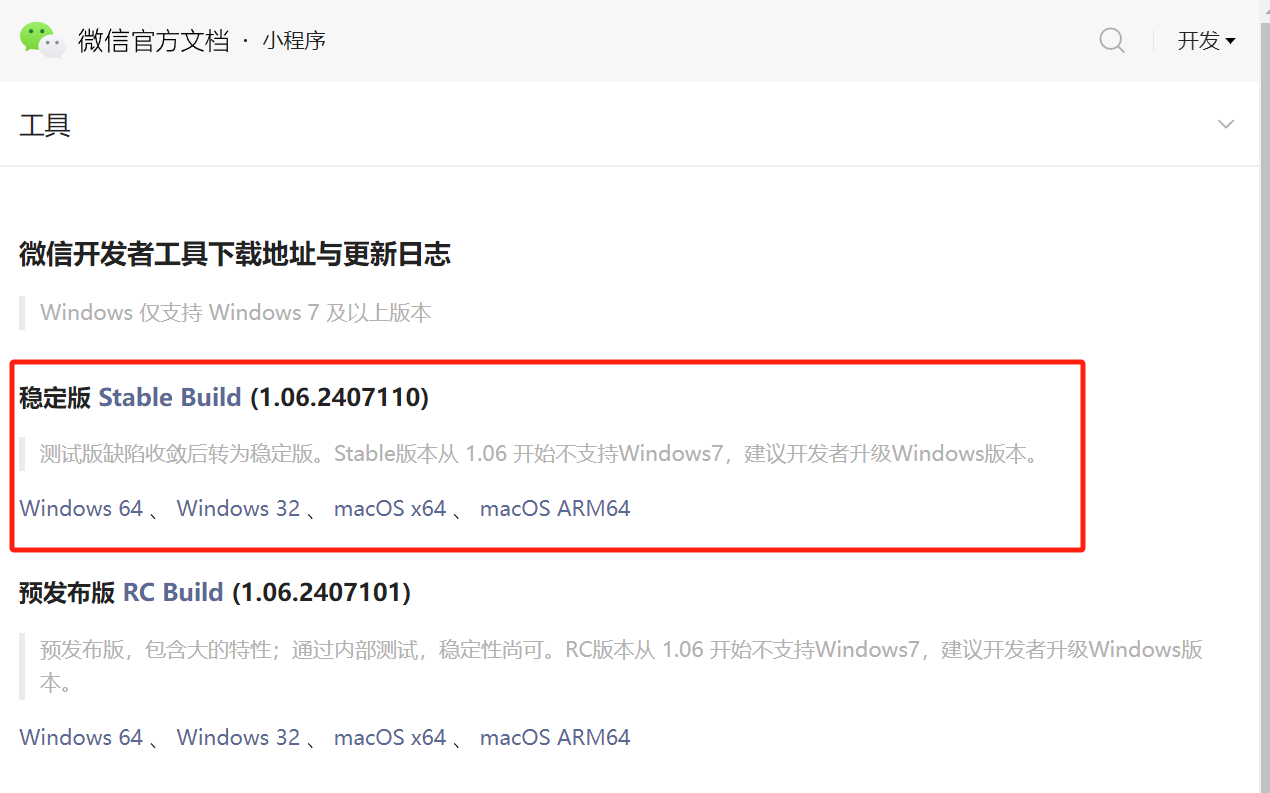 微信官方文档 · 小程序
开发
工具
微信开发者工具下载地址与更新日志
Windows 仅支持 Windows 7 及以上版本
稳定版 Stable Build (1.06.2407110)
测试版缺陷收敛后转为稳定版。Stable版本从 1.06 开始不支持Windows7，建议开发者升级Windows版本。
Windows 64 、 Windows 32 、 macOS x64 、 macOS ARM64
预发布版 RC Build (1.06.2407101)
预发布版，包含大的特性；通过内部测试，稳定性尚可。RC版本从 1.06 开始不支持Windows7，建议开发者升级Windows版
本。
Windows 64 、 Windows 32 、 macOS x64 、 macOS ARM64